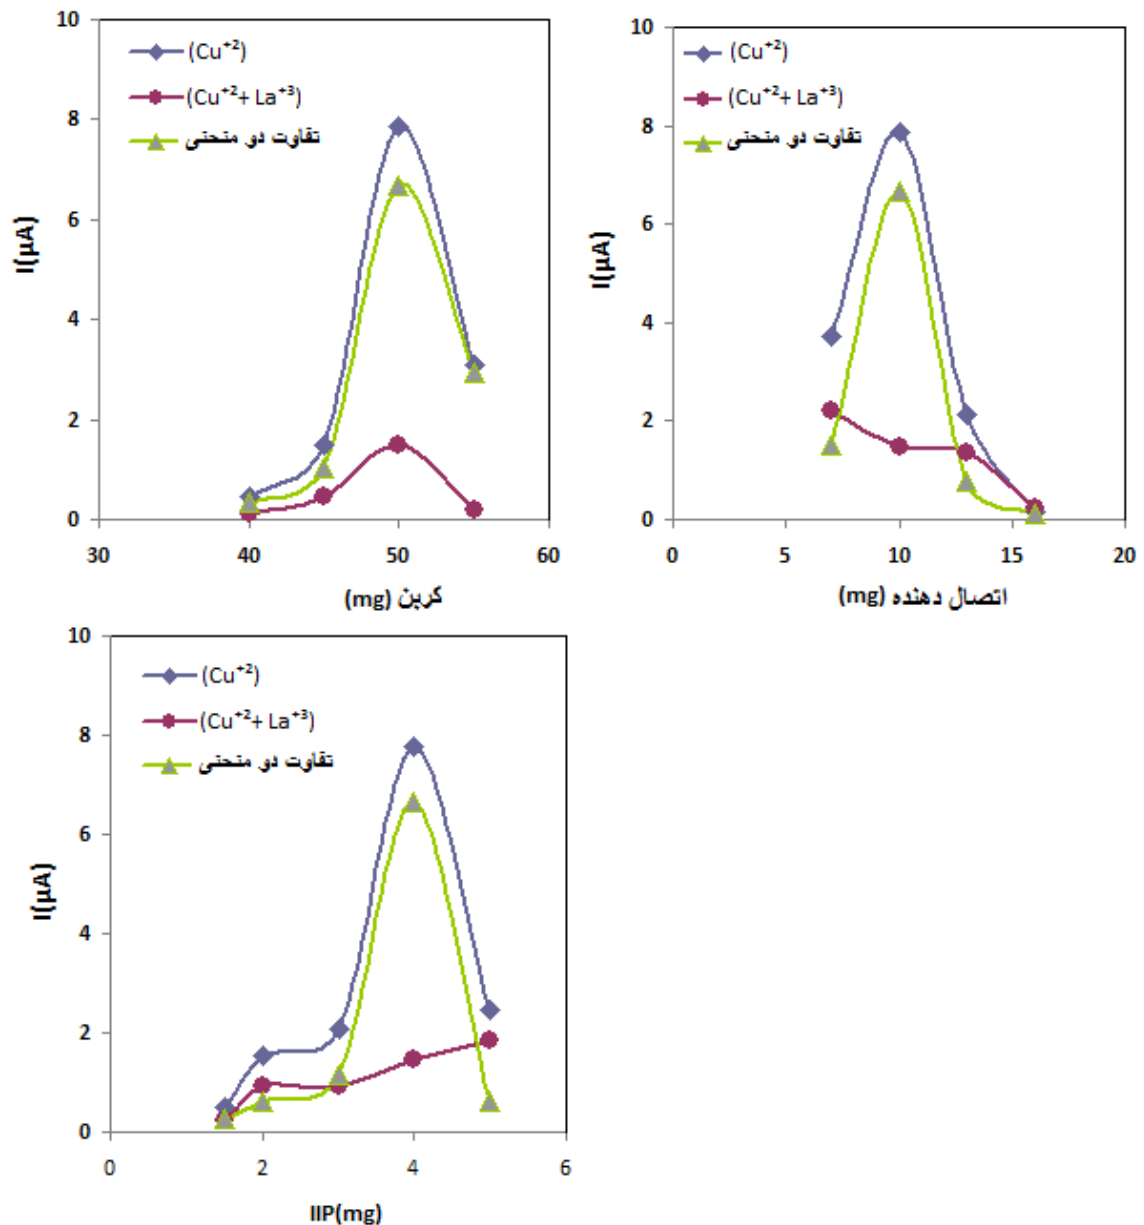 10
8
6
4
2
0
I(µA)
(Cu⁺²)
(Cu⁺²+ La⁺³)
تفاوت دو منحنی
30 40 50 60
کربن (mg)
10
8
6
4
2
0
I(µA)
(Cu⁺²)
(Cu⁺²+ La⁺³)
تفاوت دو منحنی
0 5 10 15 20
اتصال دهنده (mg)
10
8
6
4
2
0
I(µA)
(Cu⁺²)
(Cu⁺²+ La⁺³)
تفاوت دو منحنی
0 2 4 6
IIP(mg)